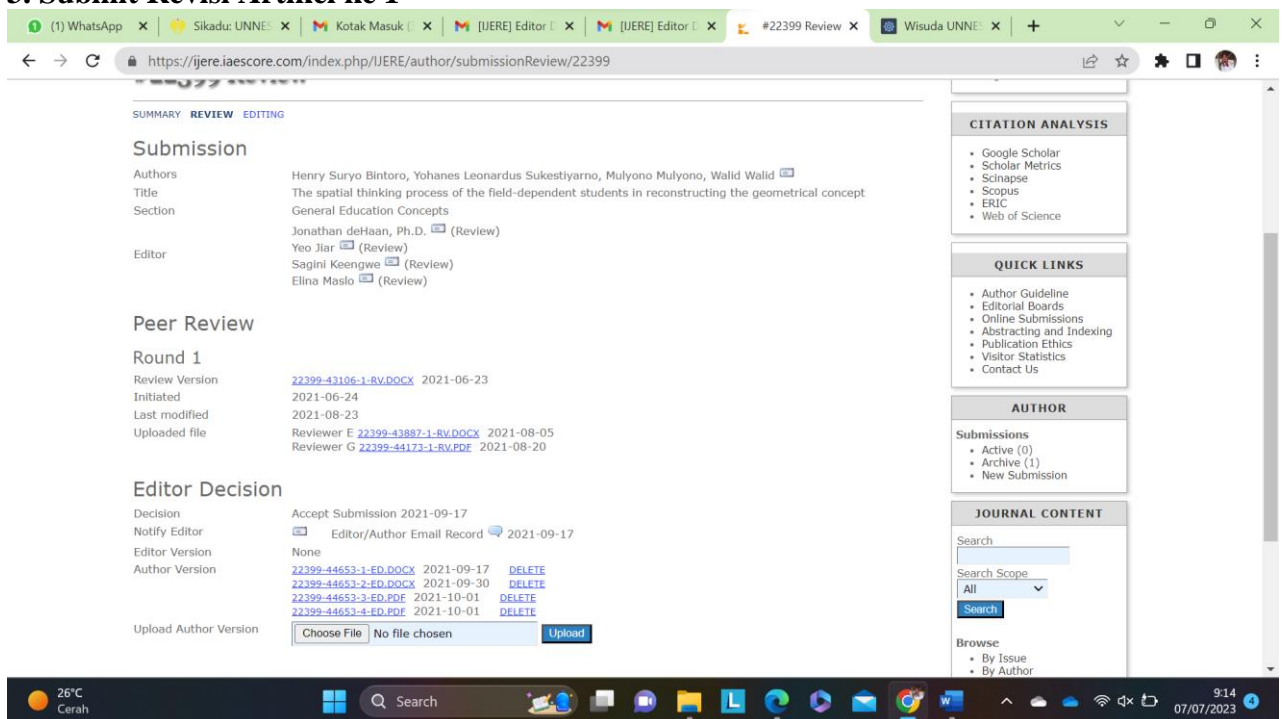 3. Submit Revisi Artikel ke 1
(1) WhatsApp
Sikadu: UNNES
Kotak Masuk (
[IJERE] Editor D
[IJERE] Editor D
#22399 Review
Wisuda UNNES
https://ijere.iaescore.com/index.php/IJERE/author/submissionReview/22399
#22399 Review
SUMMARY REVIEW EDITING
Submission
Authors Henry Suryo Bintoro, Yohanes Leonardus Sukestiyarno, Mulyono Mulyono, Walid Walid
Title The spatial thinking process of the field-dependent students in reconstructing the geometrical concept
Section General Education Concepts
Editor
Jonathan deHaan, Ph.D. (Review)
Yeo Jiar (Review)
Sagini Keengwe (Review)
Elina Maslo (Review)
Peer Review
Round 1
Review Version 22399-43106-1-RV.DOCX 2021-06-23
Initiated 2021-06-24
Last modified 2021-08-23
Uploaded file Reviewer E 22399-43887-1-RV.DOCX 2021-08-05
Reviewer G 22399-44173-1-RV.PDF 2021-08-20
Editor Decision
Decision Accept Submission 2021-09-17
Notify Editor Editor/Author Email Record 2021-09-17
Editor Version None
Author Version 22399-44653-1-ED.DOCX 2021-09-17 DELETE
22399-44653-2-ED.DOCX 2021-09-30 DELETE
22399-44653-3-ED.PDF 2021-10-01 DELETE
22399-44653-4-ED.PDF 2021-10-01 DELETE
Upload Author Version Choose File No file chosen Upload
CITATION ANALYSIS
Google Scholar
Scholar Metrics
Scinapse
Scopus
ERIC
Web of Science
QUICK LINKS
Author Guideline
Editorial Boards
Online Submissions
Abstracting and Indexing
Publication Ethics
Visitor Statistics
Contact Us
AUTHOR
Submissions
Active (0)
Archive (1)
New Submission
JOURNAL CONTENT
Search
Search Scope
All
Search
Browse
By Issue
By Author
26°C
Cerah
Search
9:14
07/07/2023
4